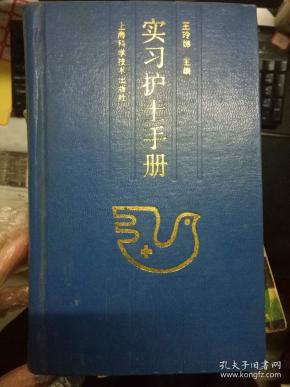 王玲娣 主编
实习护士手册
上海科学技术出版社
孔夫子旧书网